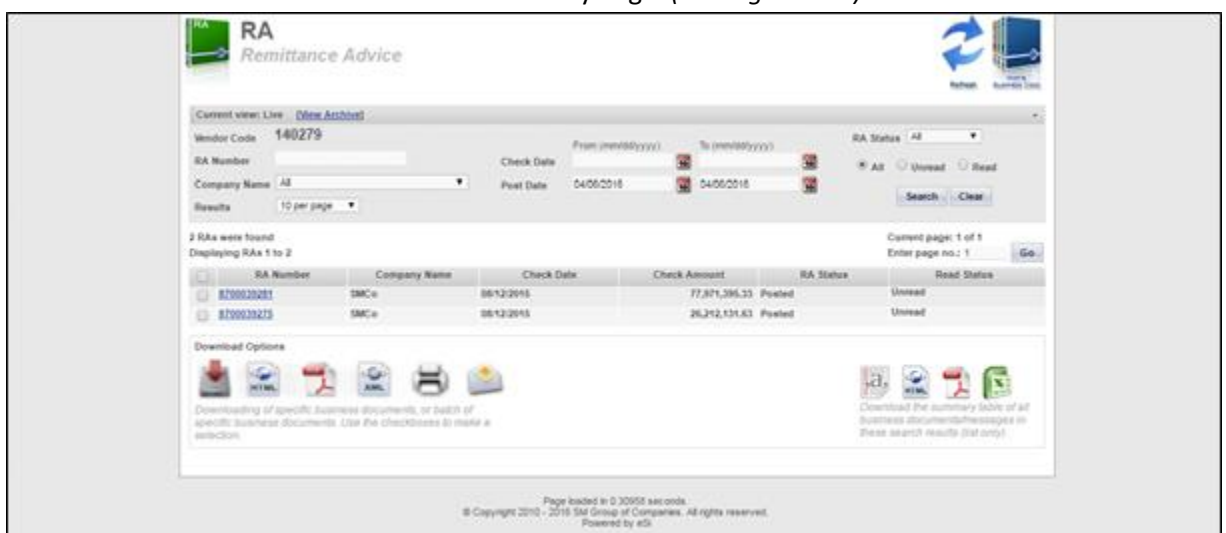 RA
RA
Remittance Advice
Refresh
Current view: Live [View Archive]
Vendor Code 140279
From (mm/dd/yyyy) To (mm/dd/yyyy)
RA Status All
RA Number
Check Date
All Unread Read
Company Name All
Post Date 04/06/2016 04/06/2016
Search Clear
Results 10 per page
2 RAs were found
Current page: 1 of 1
Displaying RAs 1 to 2
Enter page no.: 1 Go
RA Number Company Name Check Date Check Amount RA Status Read Status
8700039281 SMCo 08/12/2015 77,971,395.33 Posted Unread
8700039275 SMCo 08/12/2015 26,212,131.63 Posted Unread
Download Options
HTML XML
a, HTML
Downloading of specific business documents, or batch of
specific business documents. Use the checkboxes to make a
selection.
Download the summary table of all
business documents/messages in
these search results (list only)
Page loaded in 0.30958 seconds.
© Copyright 2010 - 2016 SM Group of Companies. All rights reserved.
Powered by eSi